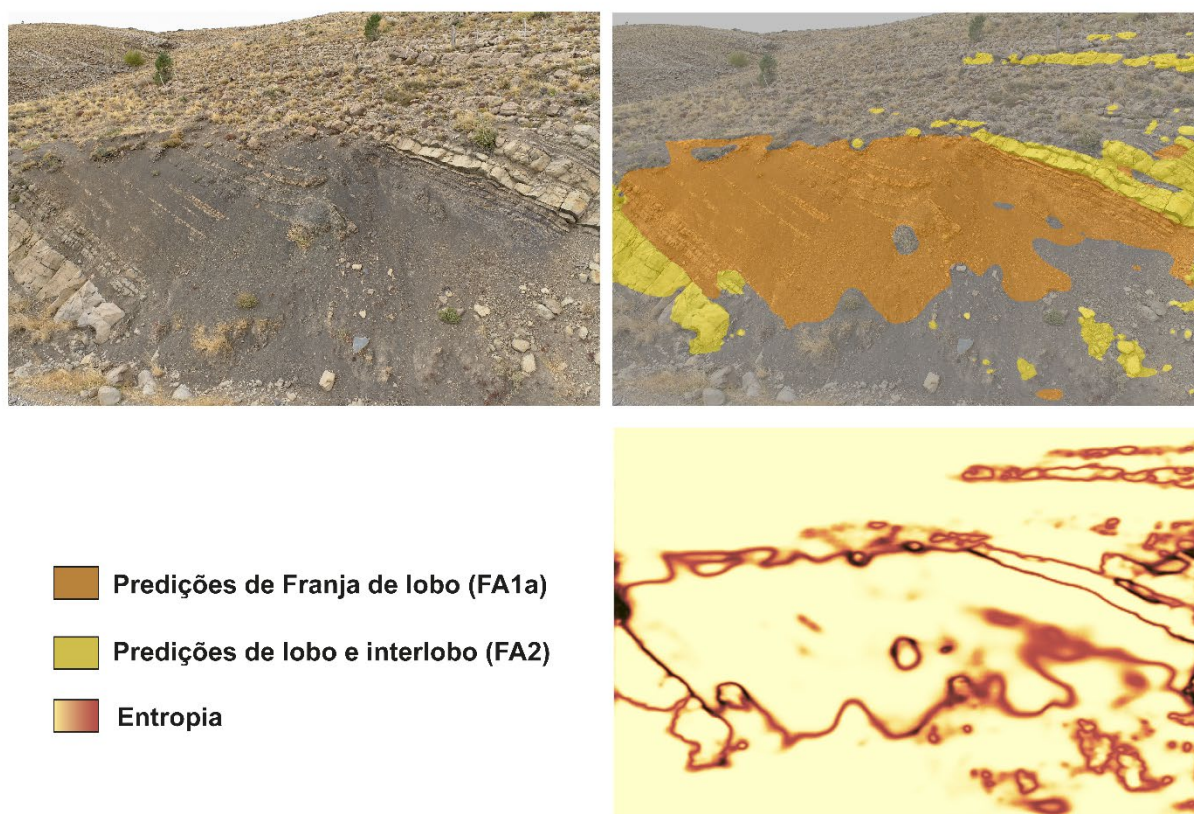 Predições de Franja de lobo (FA1a)
Predições de lobo e interlobo (FA2)
Entropia